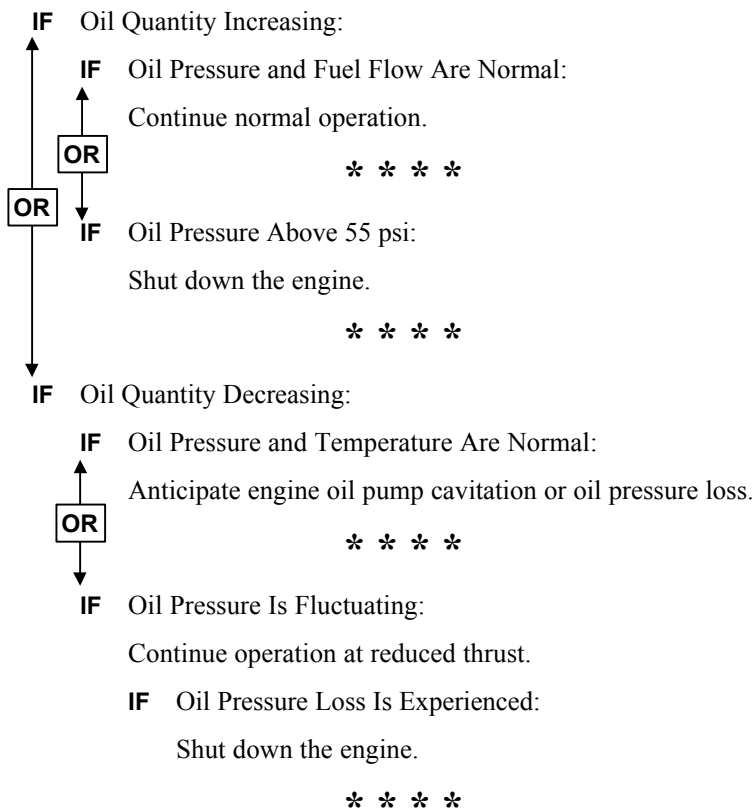 IF Oil Quantity Increasing:
IF Oil Pressure and Fuel Flow Are Normal:
Continue normal operation.
OR
* * * *
OR
IF Oil Pressure Above 55 psi:
Shut down the engine.
* * * *
IF Oil Quantity Decreasing:
IF Oil Pressure and Temperature Are Normal:
Anticipate engine oil pump cavitation or oil pressure loss.
OR
* * * *
IF Oil Pressure Is Fluctuating:
Continue operation at reduced thrust.
IF Oil Pressure Loss Is Experienced:
Shut down the engine.
* * * *